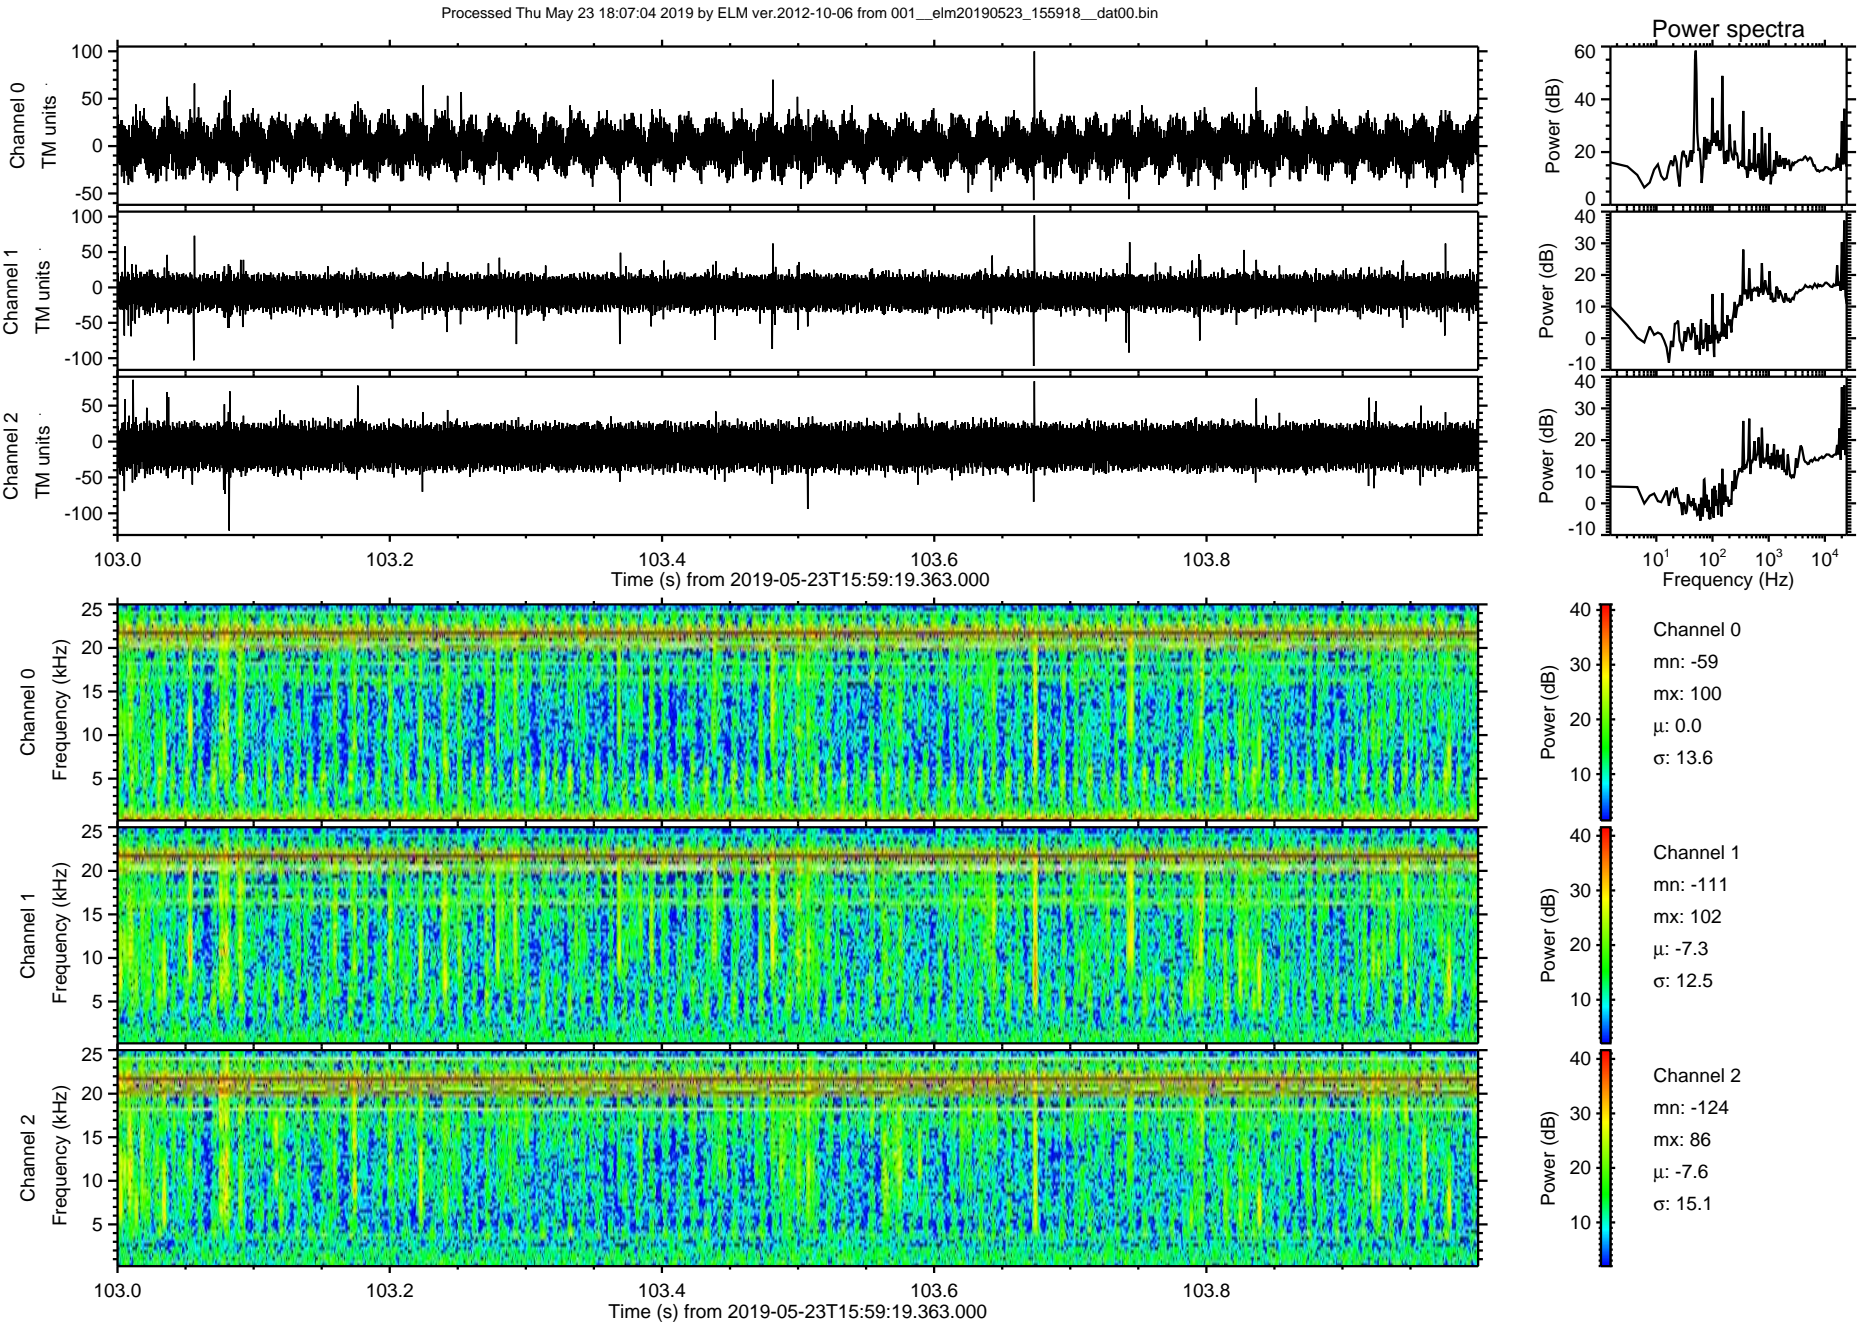 Processed Thu May 23 18:07:04 2019 by ELM ver.2012-10-06 from 001__elm20190523_155918__dat00.bin
Power spectra
Channel 0
TM units
100
50
0
-50
Power (dB)
60
40
20
0
Channel 1
TM units
100
50
0
-50
-100
Power (dB)
40
30
20
10
0
-10
Channel 2
TM units
50
0
-50
-100
Power (dB)
40
30
20
10
0
-10
103.0 103.2 103.4 103.6 103.8
Time (s) from 2019-05-23T15:59:19.363.000
10¹ 10² 10³ 10⁴
Frequency (Hz)
Channel 0
Frequency (kHz)
25
20
15
10
5
Power (dB)
40
30
20
10
Channel 0
mn: -59
mx: 100
μ: 0.0
σ: 13.6
Channel 1
Frequency (kHz)
25
20
15
10
5
Power (dB)
40
30
20
10
Channel 1
mn: -111
mx: 102
μ: -7.3
σ: 12.5
Channel 2
Frequency (kHz)
25
20
15
10
5
Power (dB)
40
30
20
10
Channel 2
mn: -124
mx: 86
μ: -7.6
σ: 15.1
103.0 103.2 103.4 103.6 103.8
Time (s) from 2019-05-23T15:59:19.363.000